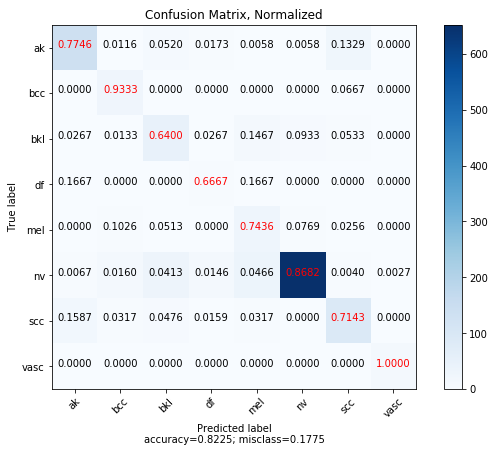 Confusion Matrix, Normalized
ak 0.7746 0.0116 0.0520 0.0173 0.0058 0.0058 0.1329 0.0000
bcc 0.0000 0.9333 0.0000 0.0000 0.0000 0.0000 0.0667 0.0000
bkl 0.0267 0.0133 0.6400 0.0267 0.1467 0.0933 0.0533 0.0000
df 0.1667 0.0000 0.0000 0.6667 0.1667 0.0000 0.0000 0.0000
mel 0.0000 0.1026 0.0513 0.0000 0.7436 0.0769 0.0256 0.0000
nv 0.0067 0.0160 0.0413 0.0146 0.0466 0.8682 0.0040 0.0027
scc 0.1587 0.0317 0.0476 0.0159 0.0317 0.0000 0.7143 0.0000
vasc 0.0000 0.0000 0.0000 0.0000 0.0000 0.0000 0.0000 1.0000
ak bcc bkl df mel nv scc vasc
True label
Predicted label
accuracy=0.8225; misclass=0.1775
600
500
400
300
200
100
0